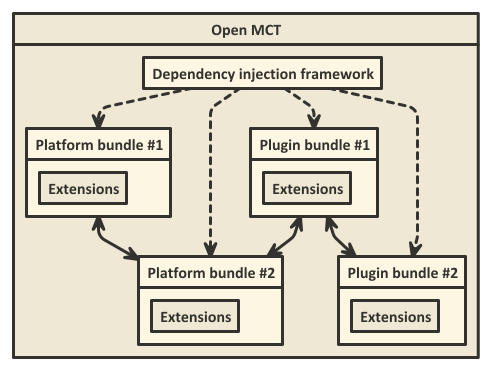 Open MCT
Dependency injection framework
Platform bundle #1
Plugin bundle #1
Extensions
Extensions
Platform bundle #2
Plugin bundle #2
Extensions
Extensions